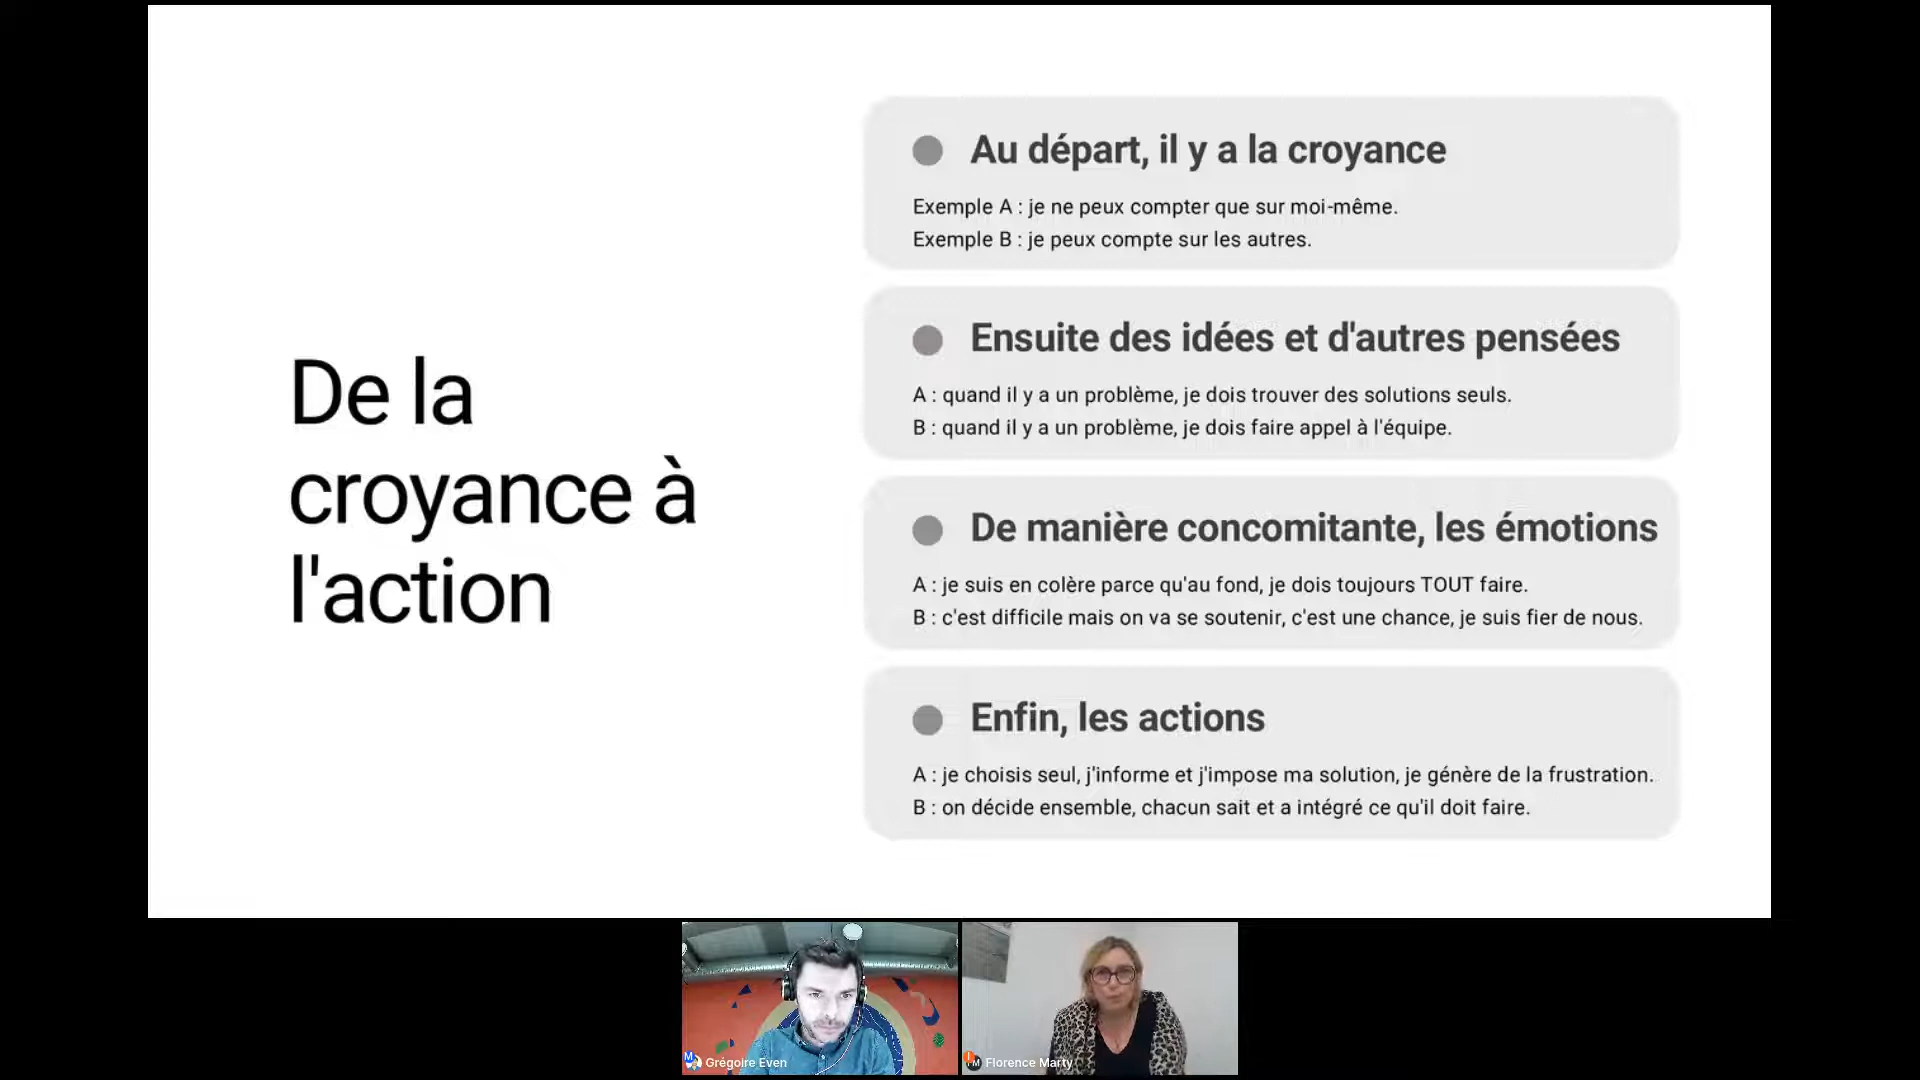 De la
croyance à
l'action
Au départ, il y a la croyance
Exemple A : je ne peux compter que sur moi-même.
Exemple B : je peux compte sur les autres.
Ensuite des idées et d'autres pensées
A : quand il y a un problème, je dois trouver des solutions seuls.
B : quand il y a un problème, je dois faire appel à l'équipe.
De manière concomitante, les émotions
A : je suis en colère parce qu'au fond, je dois toujours TOUT faire.
B : c'est difficile mais on va se soutenir, c'est une chance, je suis fier de nous.
Enfin, les actions
A : je choisis seul, j'informe et j'impose ma solution, je génère de la frustration.
B : on décide ensemble, chacun sait et a intégré ce qu'il doit faire.
Grégoire Even
Florence Marty